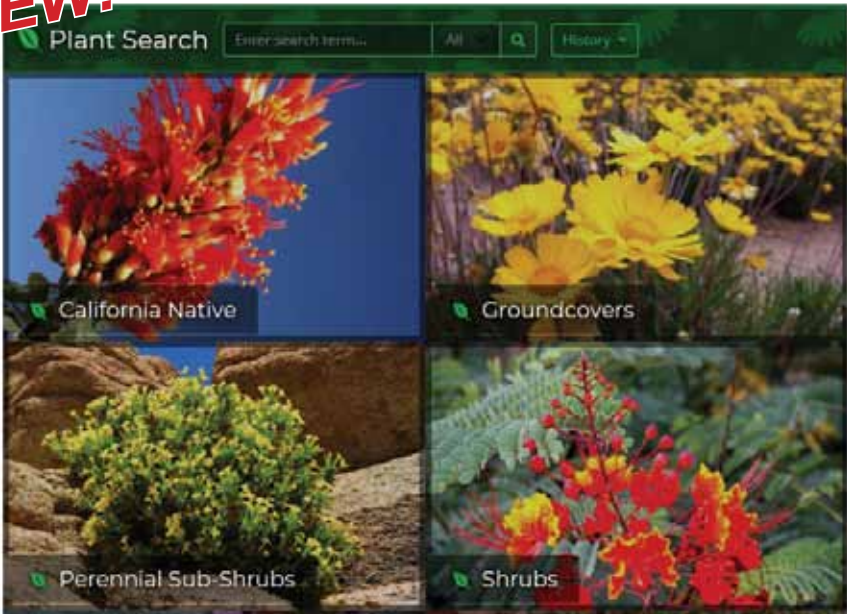 EW!
Plant Search
Enter search term...
All
History
California Native
Groundcovers
Perennial Sub-Shrubs
Shrubs